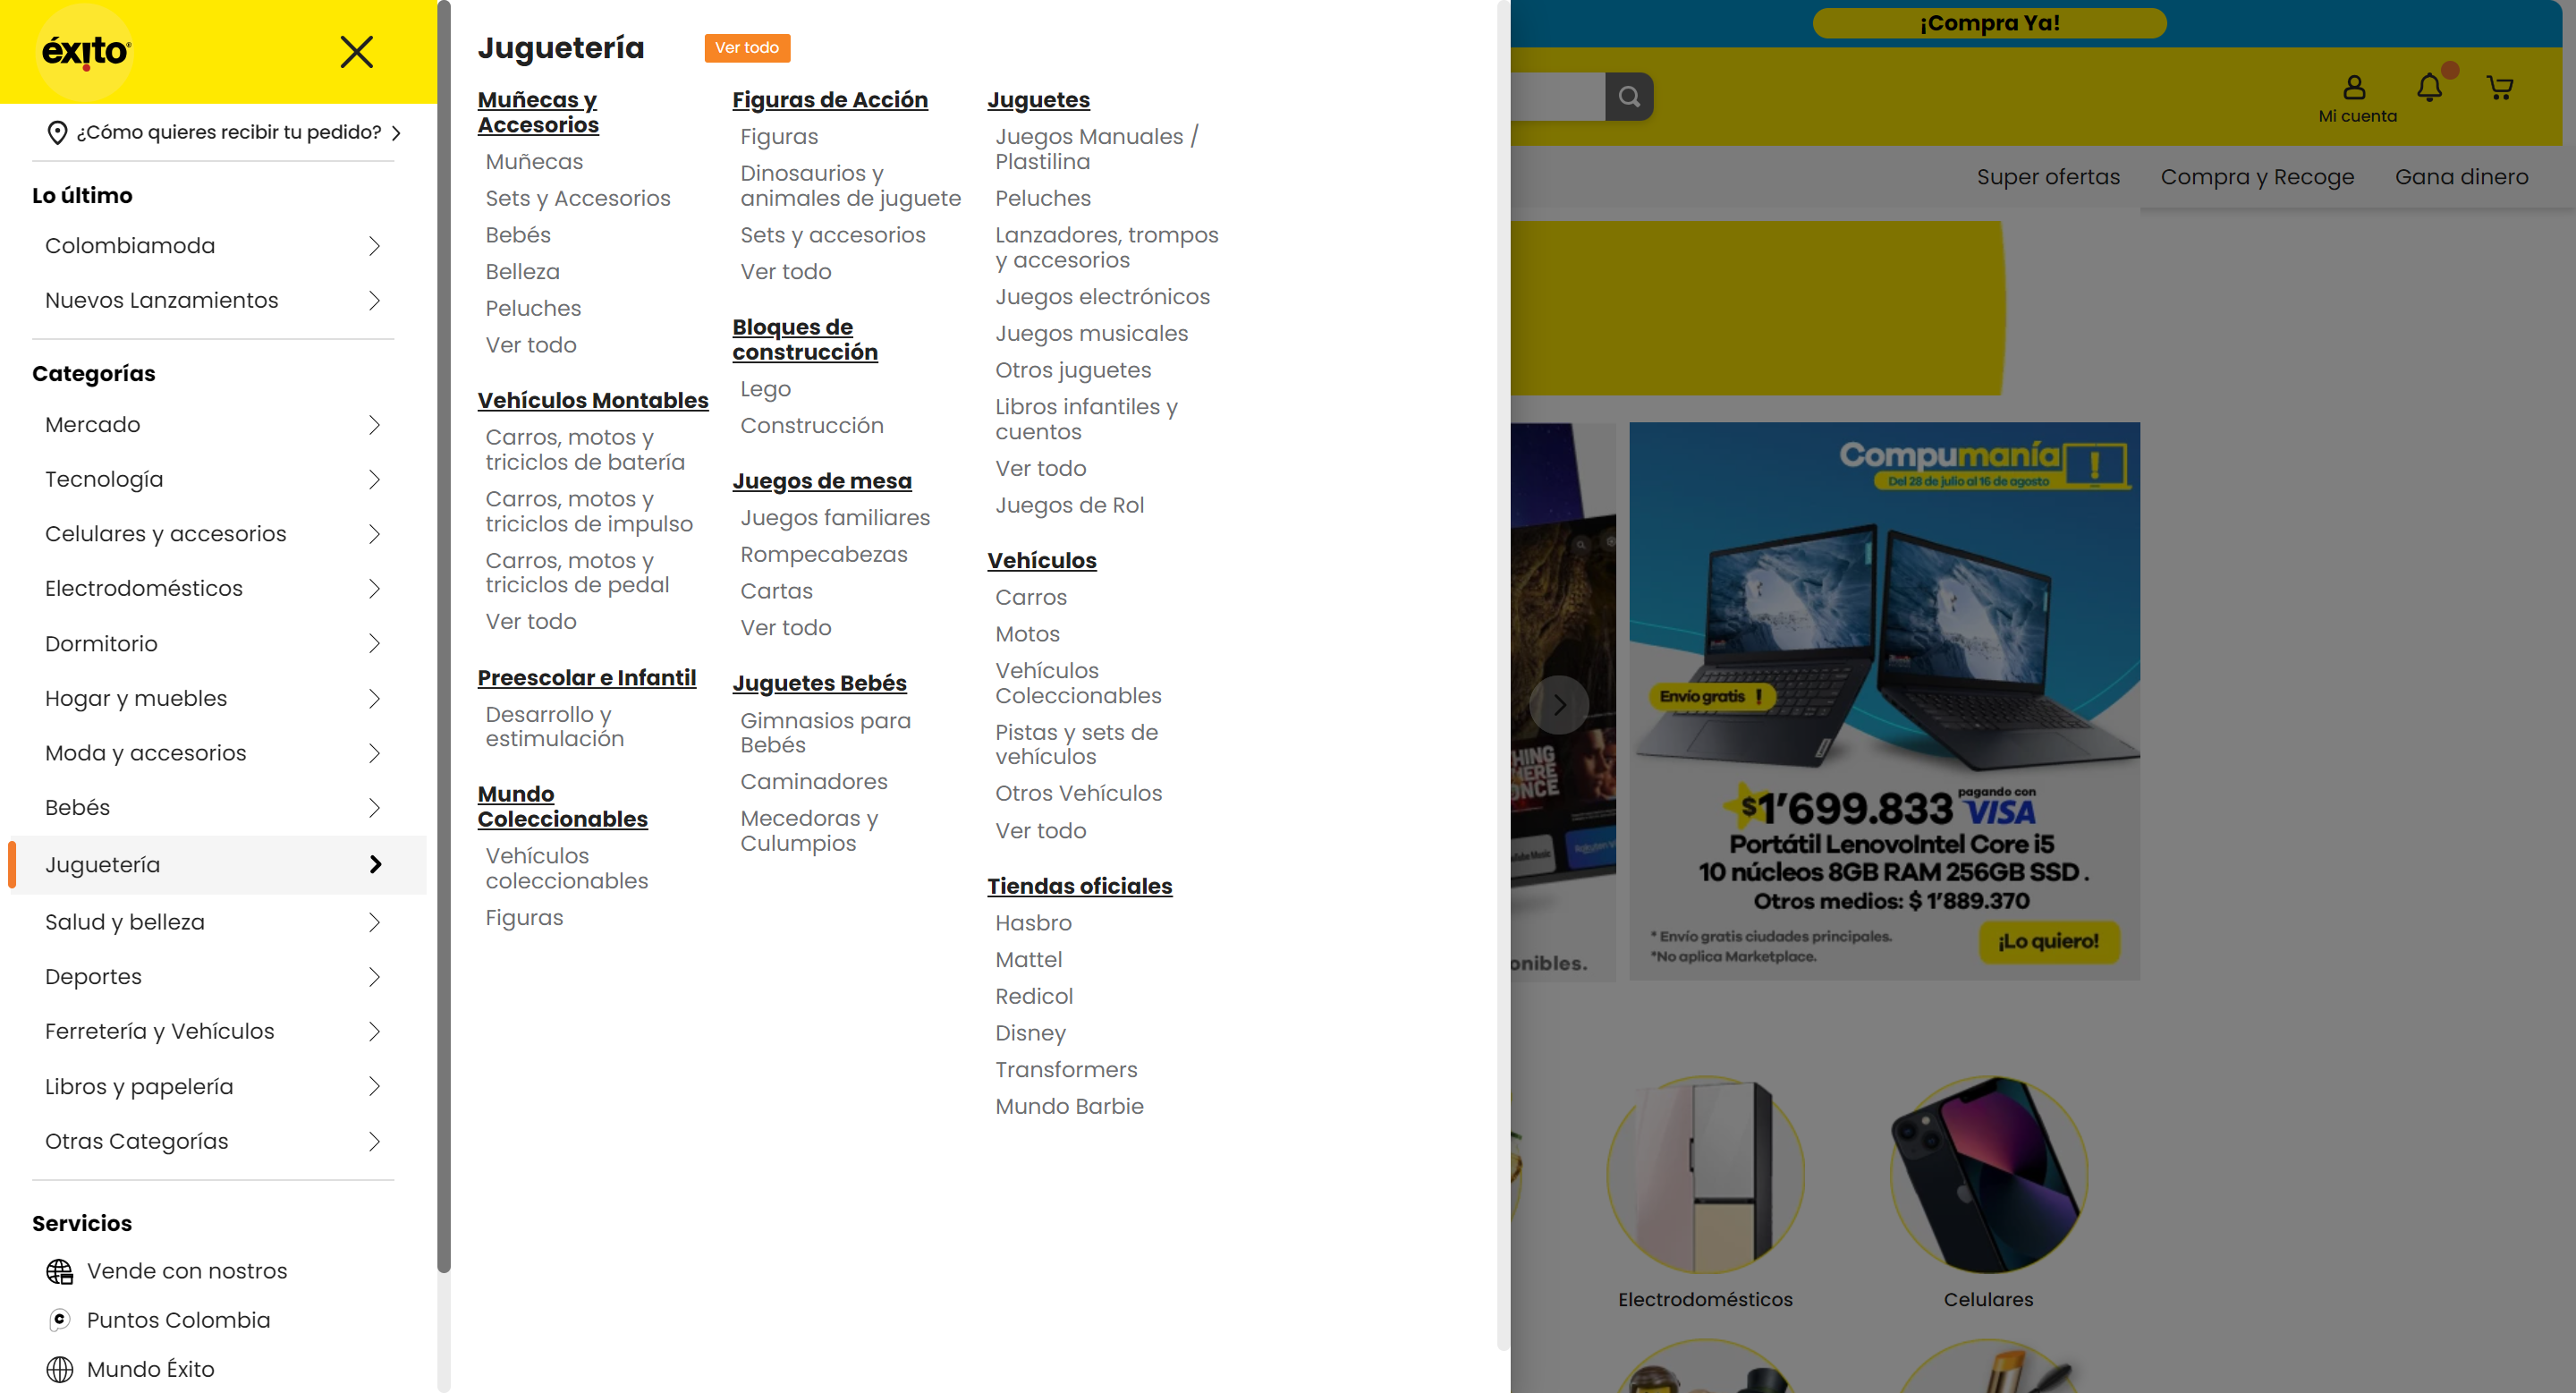 éxito
¿Cómo quieres recibir tu pedido?
Lo último
Colombiamoda
Nuevos Lanzamientos
Categorías
Mercado
Tecnología
Celulares y accesorios
Electrodomésticos
Dormitorio
Hogar y muebles
Moda y accesorios
Bebés
Juguetería
Salud y belleza
Deportes
Ferretería y Vehículos
Libros y papelería
Otras Categorías
Servicios
Vende con nostros
Puntos Colombia
Mundo Éxito
Juguetería
Ver todo
Muñecas y
Accesorios
Muñecas
Sets y Accesorios
Bebés
Belleza
Peluches
Ver todo
Vehículos Montables
Carros, motos y
triciclos de batería
Carros, motos y
triciclos de impulso
Carros, motos y
triciclos de pedal
Ver todo
Preescolar e Infantil
Desarrollo y
estimulación
Mundo
Coleccionables
Vehículos
coleccionables
Figuras
Figuras de Acción
Figuras
Dinosaurios y
animales de juguete
Sets y accesorios
Ver todo
Bloques de
construcción
Lego
Construcción
Juegos de mesa
Juegos familiares
Rompecabezas
Cartas
Ver todo
Juguetes Bebés
Gimnasios para
Bebés
Caminadores
Mecedoras y
Culumpios
Juguetes
Juegos Manuales /
Plastilina
Peluches
Lanzadores, trompos
y accesorios
Juegos electrónicos
Juegos musicales
Otros juguetes
Libros infantiles y
cuentos
Ver todo
Juegos de Rol
Vehículos
Carros
Motos
Vehículos
Coleccionables
Pistas y sets de
vehículos
Otros Vehículos
Ver todo
Tiendas oficiales
Hasbro
Mattel
Redicol
Disney
Transformers
Mundo Barbie
¡Compra Ya!
Mi cuenta
Super ofertas
Compra y Recoge
Gana dinero
ONCE
onibles.
Compumanía
Del 28 de julio al 16 de agosto
Envío gratis !
$1'699.833 pagando con VISA
Portátil LenovoIntel Core i5
10 núcleos 8GB RAM 256GB SSD .
Otros medios: $ 1'889.370
* Envío gratis ciudades principales.
*No aplica Marketplace.
¡Lo quiero!
Electrodomésticos
Celulares